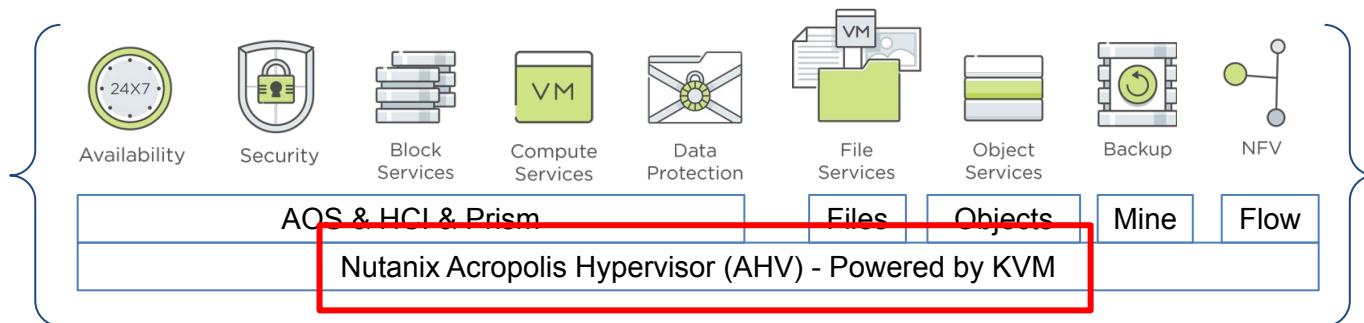 24X7
VM
VM
Availability
Security
Block
Services
Compute
Services
Data
Protection
File
Services
Object
Services
Backup
NFV
AOS & HCI & Prism
Files
Objects
Mine
Flow
Nutanix Acropolis Hypervisor (AHV) - Powered by KVM